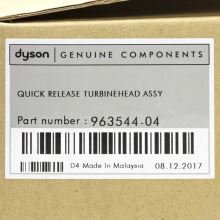 dyson | GENUINE COMPONENTS
QUICK RELEASE TURBINEHEAD ASSY
Part number : 963544-04
04 Made In Malaysia 08.12.2017